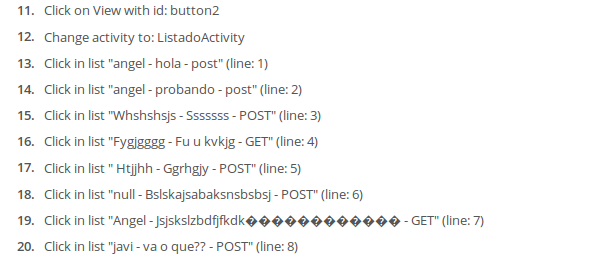 11. Click on View with id: button2
12. Change activity to: ListadoActivity
13. Click in list "angel - hola - post" (line: 1)
14. Click in list "angel - probando - post" (line: 2)
15. Click in list "Whshshsjs - Sssssss - POST" (line: 3)
16. Click in list "Fygjgggg - Fu u kvkjg - GET" (line: 4)
17. Click in list " Htjjhh - Ggrhgjy - POST" (line: 5)
18. Click in list "null - Bslskajsabaksnsbsbsj - POST" (line: 6)
19. Click in list "Angel - Jsjskslzbdfjfkdk������������ - GET" (line: 7)
20. Click in list "javi - va o que?? - POST" (line: 8)